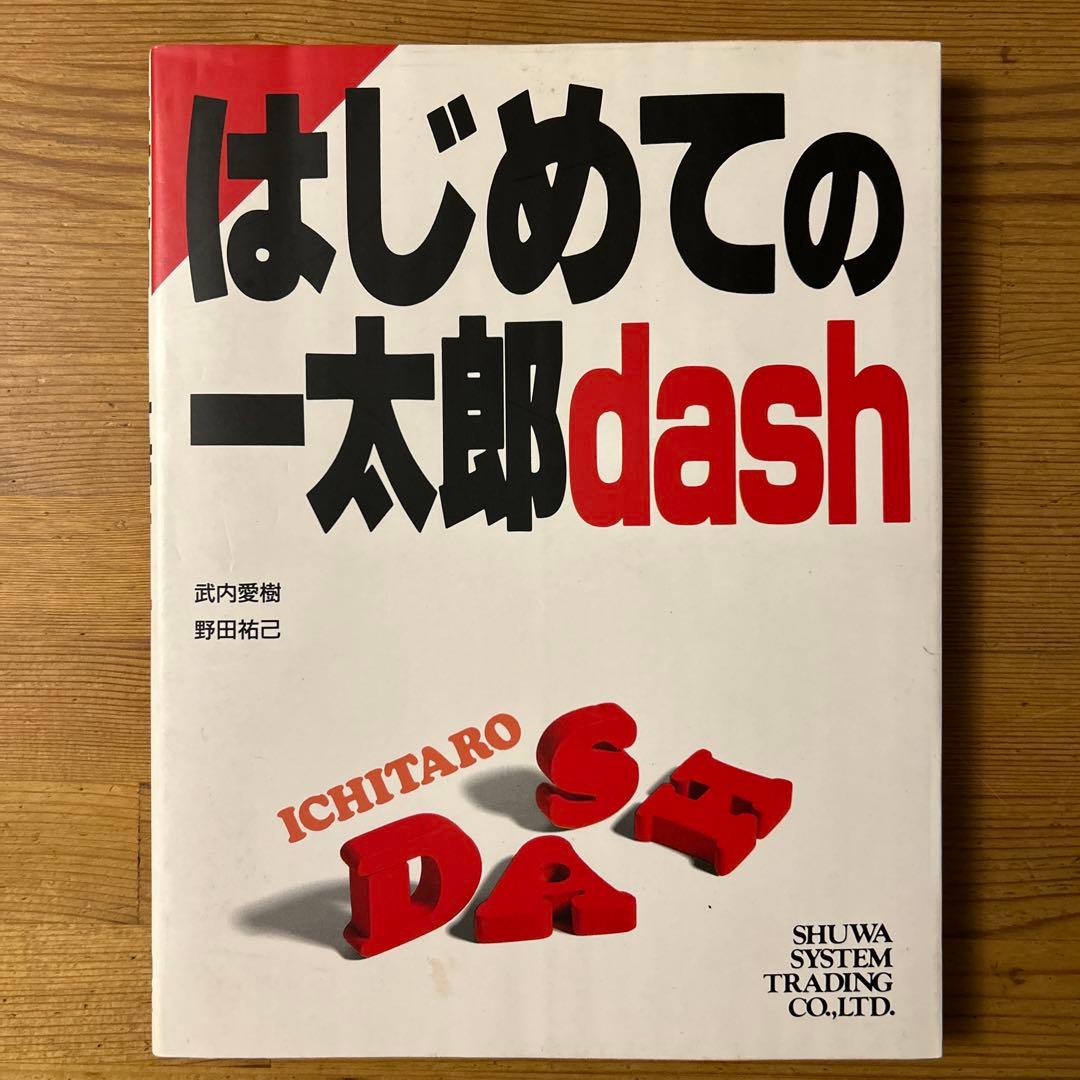 はじめての
一太郎dash
武内愛樹
野田祐己
ICHITARO
DASH
SHUWA
SYSTEM
TRADING
CO.,LTD.